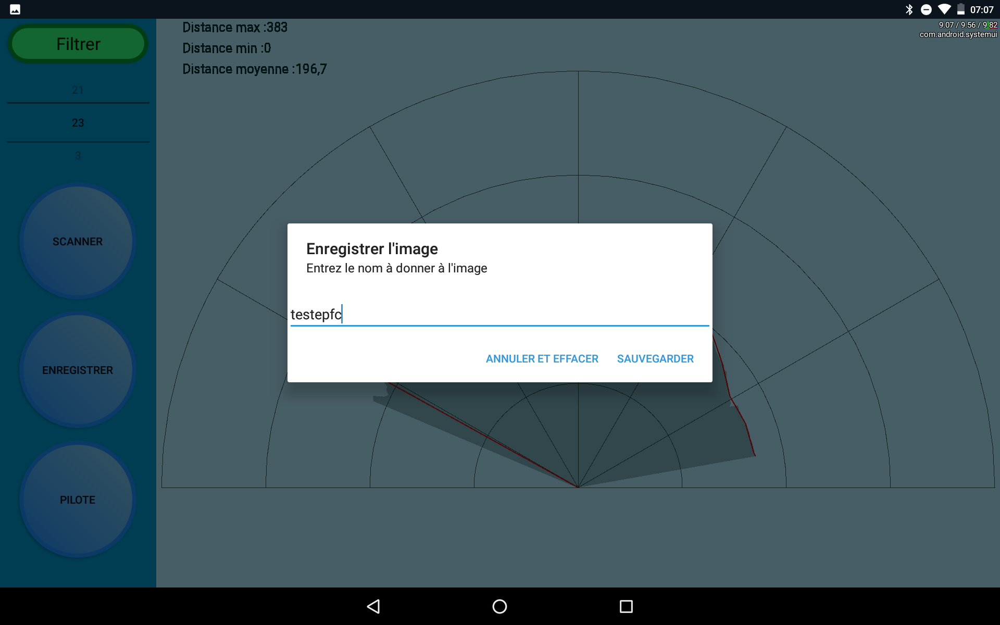 07:07
9.07 / 9.56 / 9.82
com.android.systemui
Filtrer
21
23
3
SCANNER
ENREGISTRER
PILOTE
Distance max :383
Distance min :0
Distance moyenne :196,7
Enregistrer l'image
Entrez le nom à donner à l'image
testepfc
ANNULER ET EFFACER SAUVEGARDER